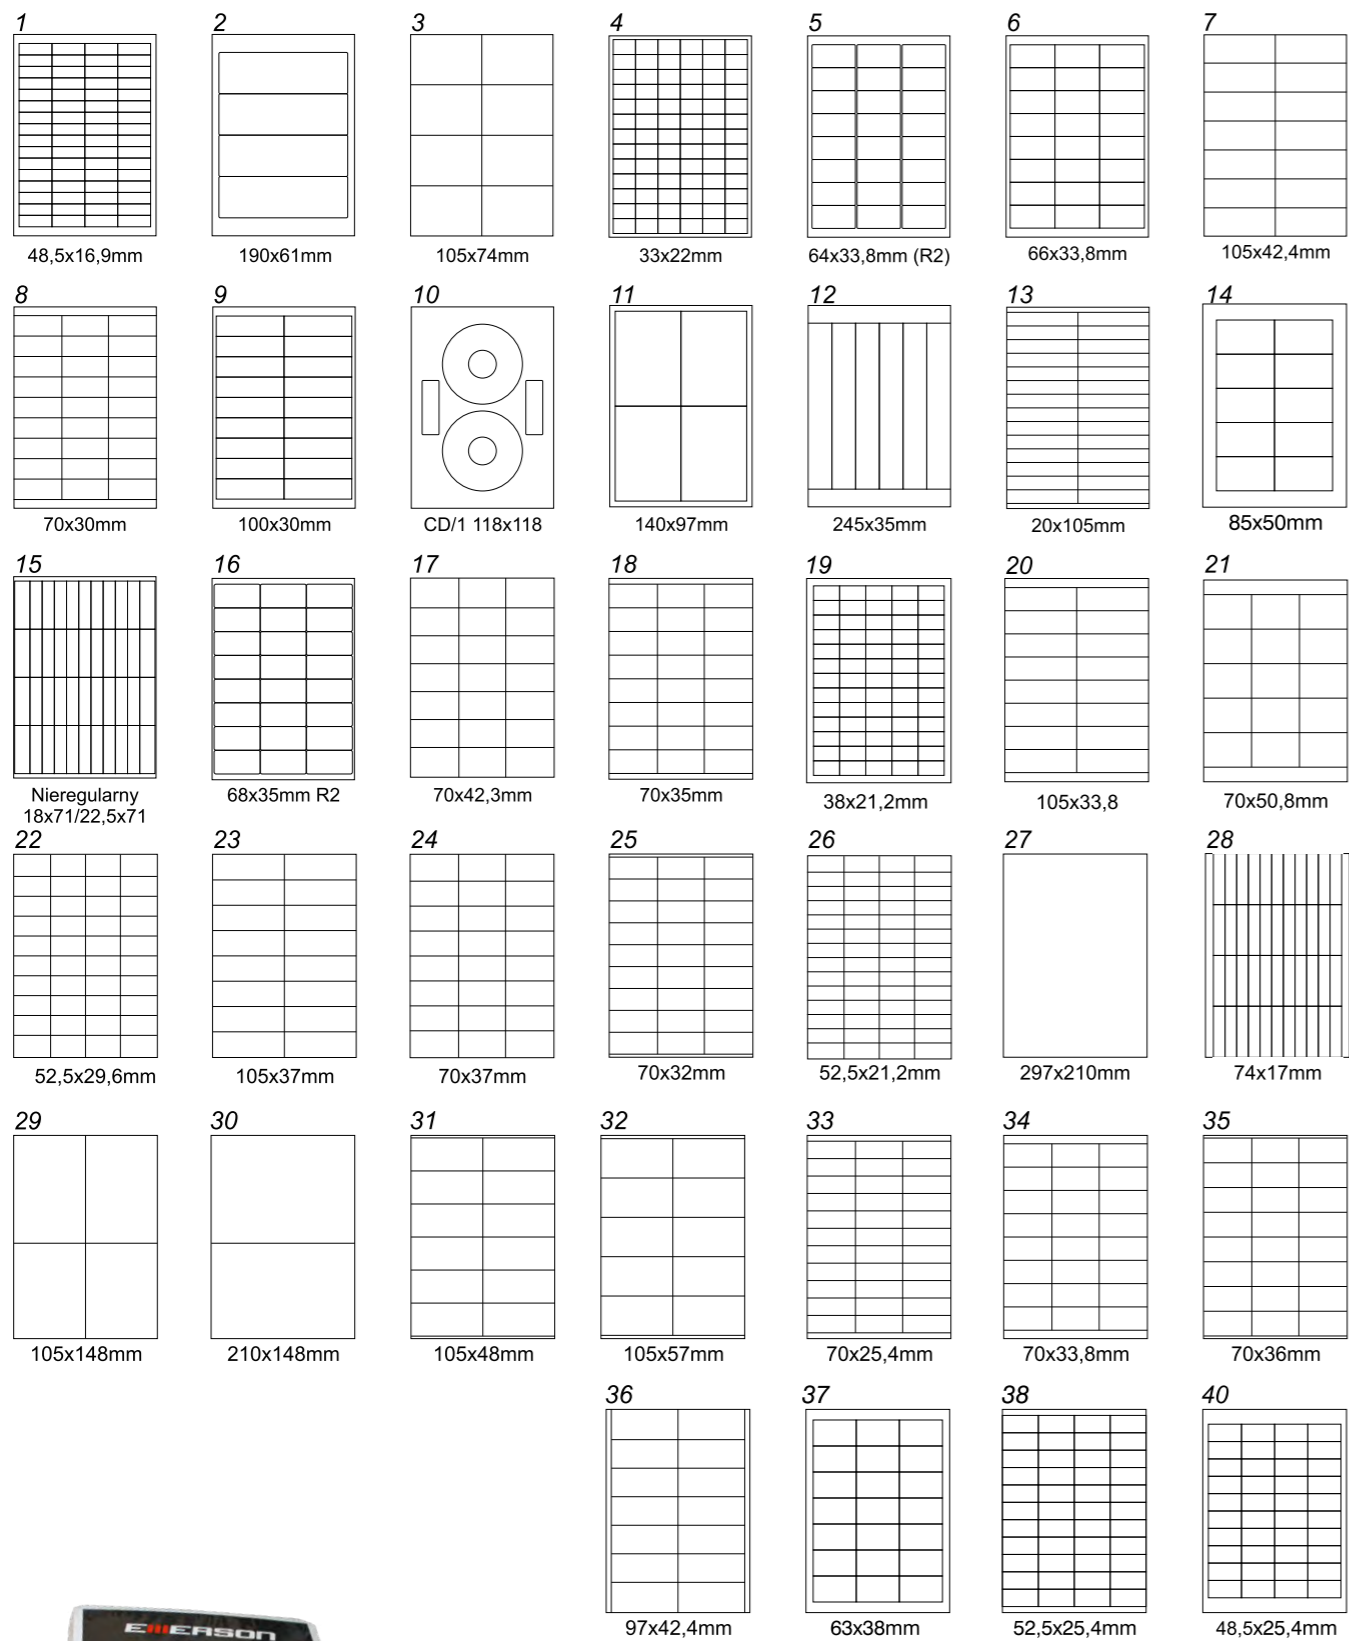 1 2 3 4 5 6 7
48,5x16,9mm 190x61mm 105x74mm 33x22mm 64x33,8mm (R2) 66x33,8mm 105x42,4mm
8 9 10 11 12 13 14
70x30mm 100x30mm CD/1 118x118 140x97mm 245x35mm 20x105mm 85x50mm
15 16 17 18 19 20 21
Nieregularny 68x35mm R2 70x42,3mm 70x35mm 38x21,2mm 105x33,8 70x50,8mm
18x71/22,5x71
22 23 24 25 26 27 28
52,5x29,6mm 105x37mm 70x37mm 70x32mm 52,5x21,2mm 297x210mm 74x17mm
29 30 31 32 33 34 35
105x148mm 210x148mm 105x48mm 105x57mm 70x25,4mm 70x33,8mm 70x36mm
36 37 38 40
97x42,4mm 63x38mm 52,5x25,4mm 48,5x25,4mm
EMERSON